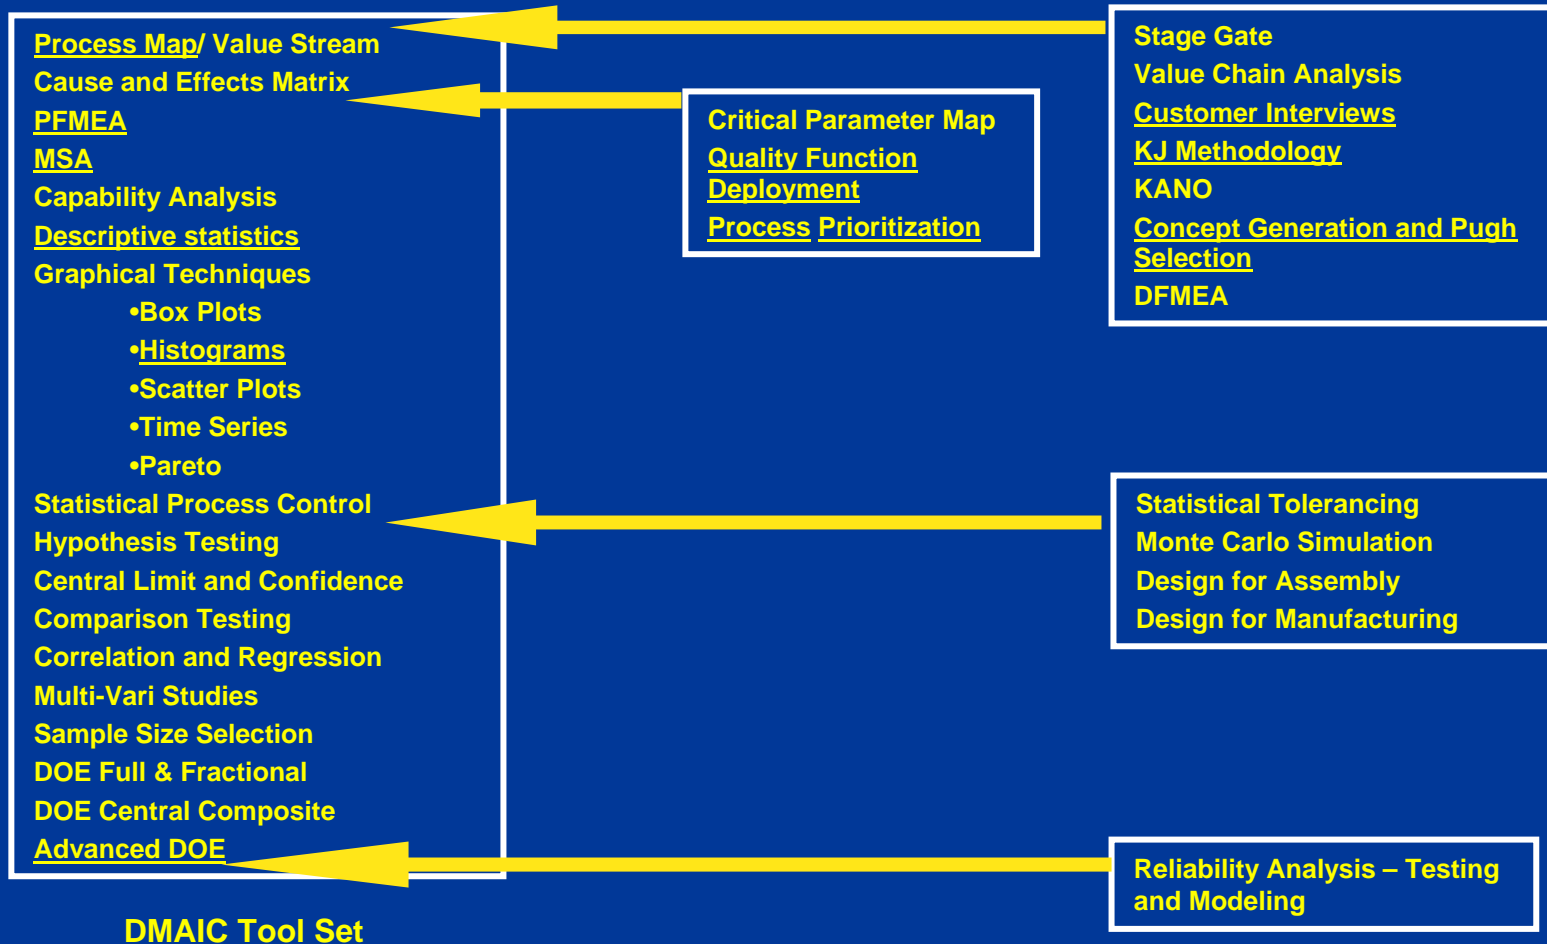 Process Map/ Value Stream
Cause and Effects Matrix
PFMEA
MSA
Capability Analysis
Descriptive statistics
Graphical Techniques
•Box Plots
•Histograms
•Scatter Plots
•Time Series
•Pareto
Statistical Process Control
Hypothesis Testing
Central Limit and Confidence
Comparison Testing
Correlation and Regression
Multi-Vari Studies
Sample Size Selection
DOE Full & Fractional
DOE Central Composite
Advanced DOE
DMAIC Tool Set
Critical Parameter Map
Quality Function
Deployment
Process Prioritization
Stage Gate
Value Chain Analysis
Customer Interviews
KJ Methodology
KANO
Concept Generation and Pugh
Selection
DFMEA
Statistical Tolerancing
Monte Carlo Simulation
Design for Assembly
Design for Manufacturing
Reliability Analysis – Testing
and Modeling